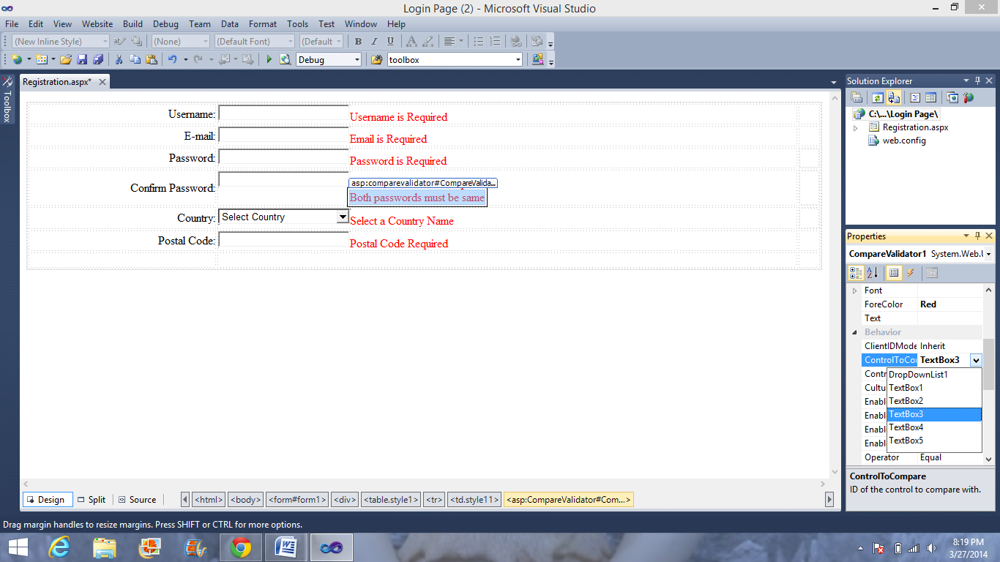 Login Page (2) - Microsoft Visual Studio
File Edit View Website Build Debug Team Data Format Tools Test Window Help
(New Inline Style) (None) (Default Font) (Default B I U A
Debug toolbox
Registration.aspx*
Toolbox
Username: Username is Required
E-mail: Email is Required
Password: Password is Required
asp:comparevalidator#CompareValida...
Confirm Password:
Both passwords must be same
Country: Select Country Select a Country Name
Postal Code: Postal Code Required
Design Split Source <html> <body> <form#form1> <div> <table.style1> <tr> <td.style11> <asp:CompareValidator#Com...>
Drag margin handles to resize margins. Press SHIFT or CTRL for more options.
Solution Explorer
C:\...\Login Page\
Registration.aspx
web.config
Properties
CompareValidator1 System.Web.U
Font
ForeColor Red
Text
Behavior
ClientIDMode Inherit
ControlToCo TextBox3
Contr DropDownList1
Cultu TextBox1
Enabl TextBox2
Enabl TextBox3
Enabl TextBox4
Enabl TextBox5
Operator Equal
ControlToCompare
ID of the control to compare with.
8:19 PM
3/27/2014